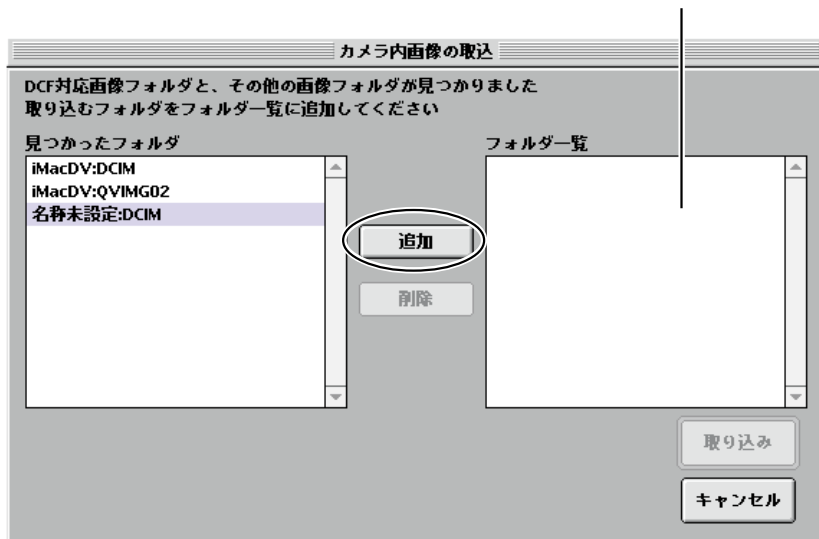 カメラ内画像の取込
DCF対応画像フォルダと、その他の画像フォルダが見つかりました
取り込むフォルダをフォルダ一覧に追加してください
見つかったフォルダ
iMacDV:DCIM
iMacDV:QVIMG02
名称未設定:DCIM
追加
削除
フォルダ一覧
取り込み
キャンセル